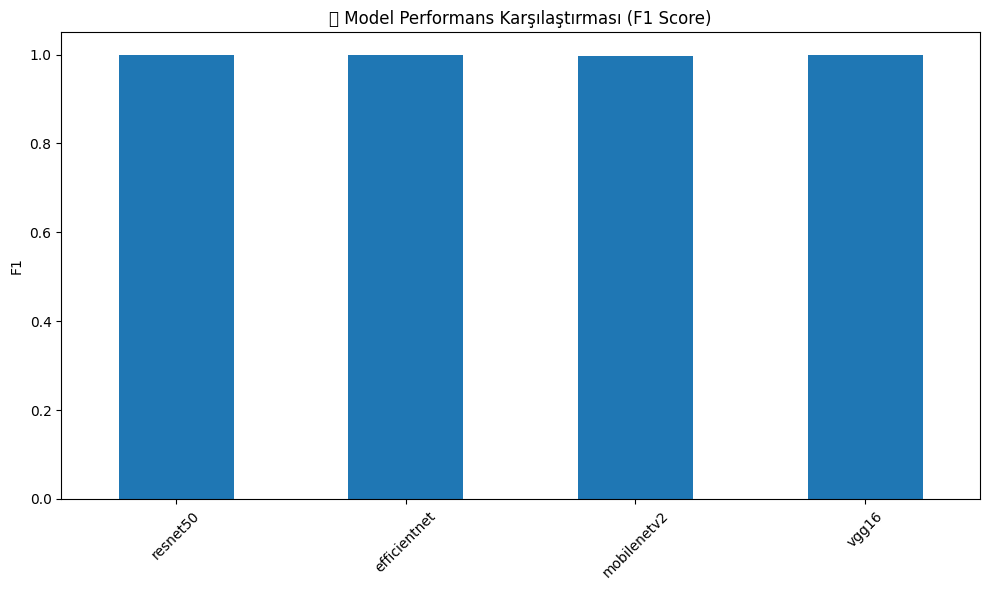 Model Performans Karşılaştırması (F1 Score)
1.0
0.8
0.6
0.4
0.2
0.0
F1
resnet50
efficientnet
mobilenetv2
vgg16